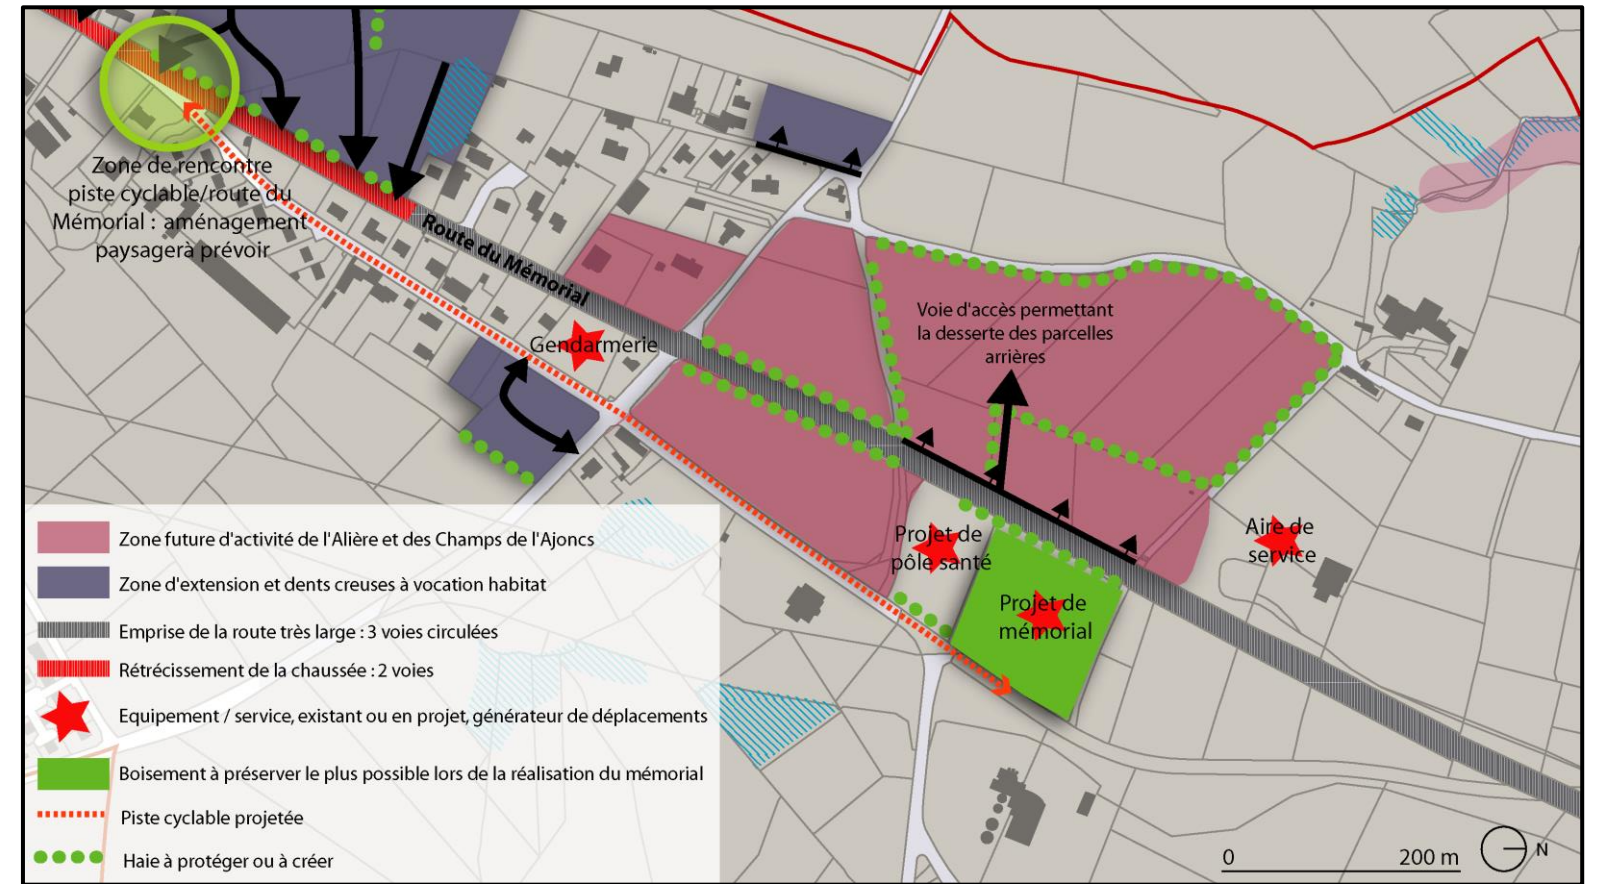 Zone de rencontre
piste cyclable/route du
Mémorial : aménagement
paysagerà prévoir
Route du Mémorial
Gendarmerie
Voie d'accès permettant
la desserte des parcelles
arrières
Projet de
pôle santé
Aire de
service
Projet de
mémorial
Zone future d'activité de l'Alière et des Champs de l'Ajoncs
Zone d'extension et dents creuses à vocation habitat
Emprise de la route très large : 3 voies circulées
Rétrécissement de la chaussée : 2 voies
Equipement / service, existant ou en projet, générateur de déplacements
Boisement à préserver le plus possible lors de la réalisation du mémorial
Piste cyclable projetée
Haie à protéger ou à créer
0 200 m
N